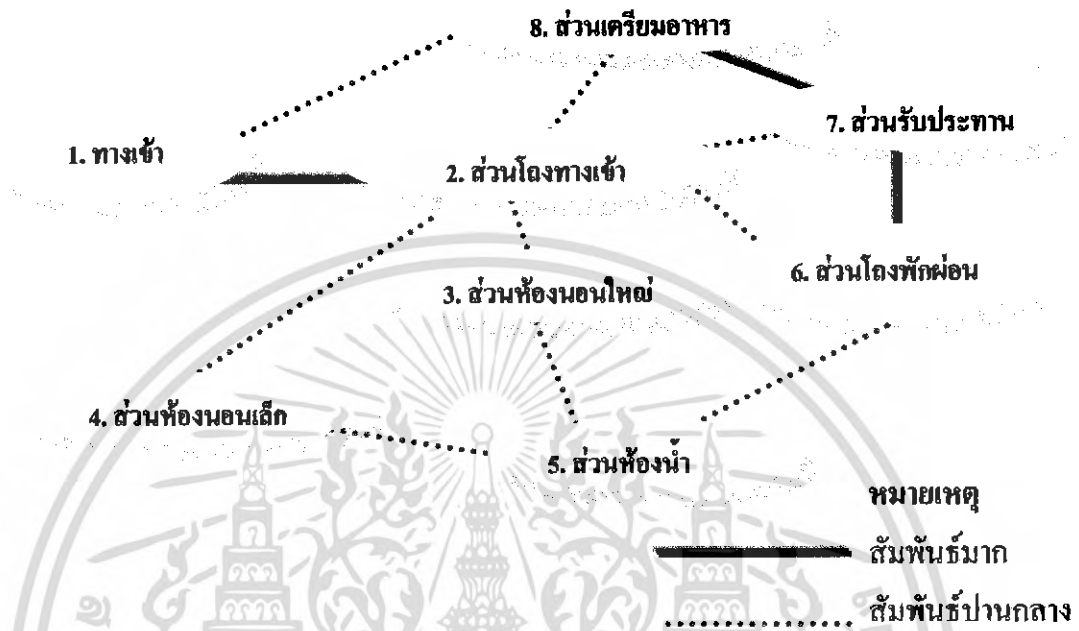 8. ส่วนเตรียมอาหาร
7. ส่วนรับประทาน
1. ทางเข้า
2. ส่วนโถงทางเข้า
6. ส่วนโถงพักผ่อน
3. ส่วนห้องนอนใหญ่
4. ส่วนห้องนอนเล็ก
5. ส่วนห้องน้ำ
หมายเหตุ
สัมพันธ์มาก
สัมพันธ์ปานกลาง